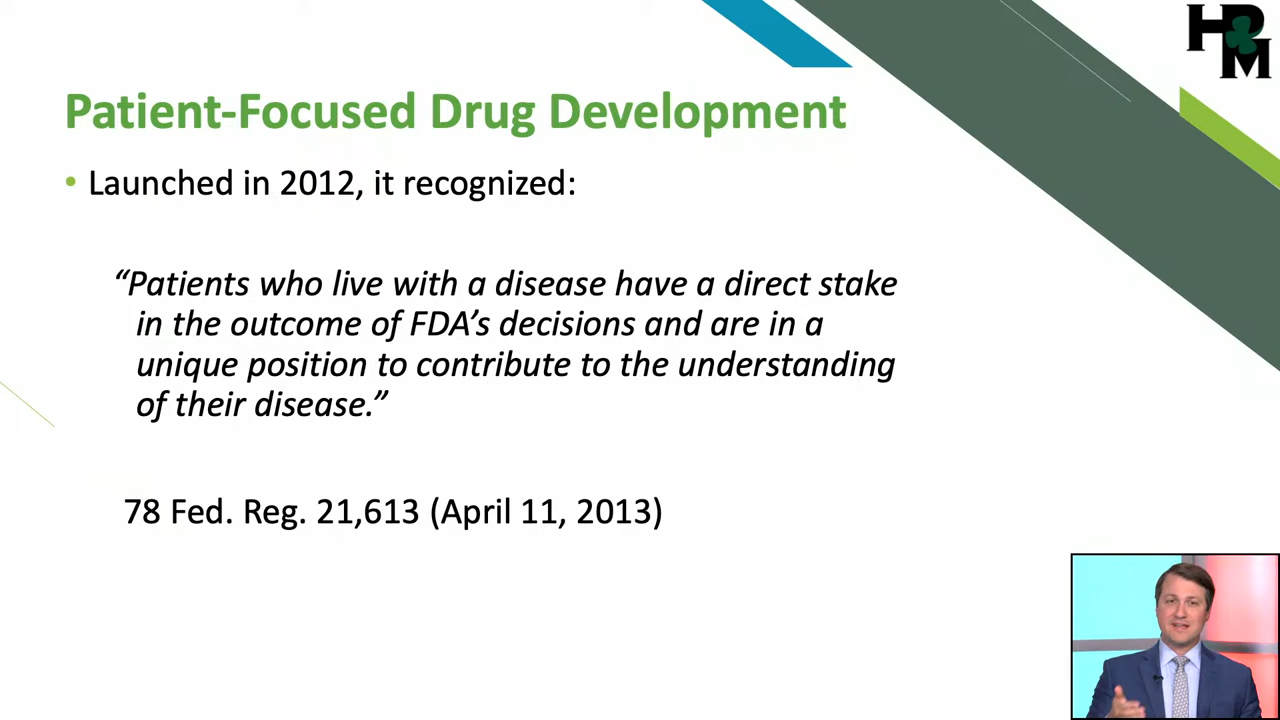 HPM
Patient-Focused Drug Development
• Launched in 2012, it recognized:
“Patients who live with a disease have a direct stake
in the outcome of FDA’s decisions and are in a
unique position to contribute to the understanding
of their disease.”
78 Fed. Reg. 21,613 (April 11, 2013)